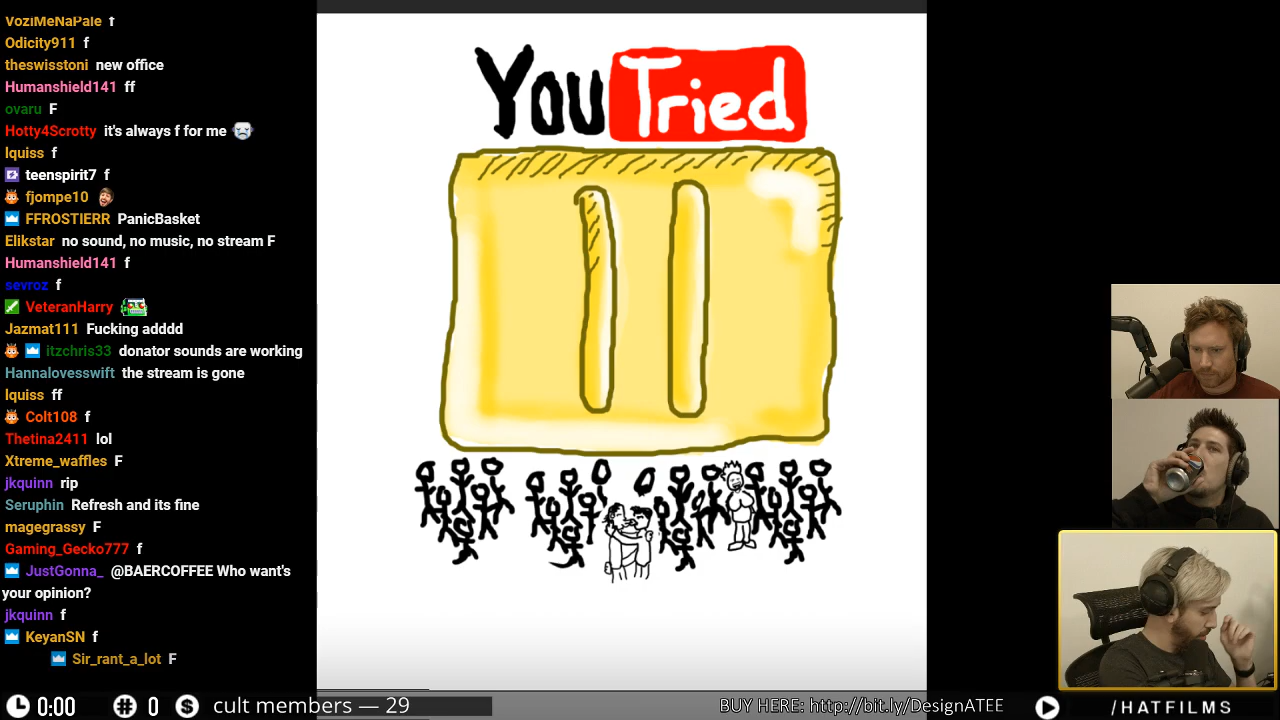 VoziMeNaPale f
Odicity911 f
theswisstoni new office
Humanshield141 ff
ovaru F
Hotty4Scrotty it's always f for me
lquiss f
teenspirit7 f
fjompe10
FFROSTIERR PanicBasket
Elikstar no sound, no music, no stream F
Humanshield141 f
sevroz f
VeteranHarry
Jazmat111 Fucking adddd
itzchris33 donator sounds are working
Hannalovesswift the stream is gone
lquiss ff
Colt108 f
Thetina2411 lol
Xtreme_waffles F
jkquinn rip
Seruphin Refresh and its fine
magegrassy F
Gaming_Gecko777 f
JustGonna_ @BAERCOFFEE Who want's
your opinion?
jkquinn f
KeyanSN f
Sir_rant_a_lot F
You Tried
0:00 # 0 $ cult members — 29
BUY HERE: http://bit.ly/DesignATEE
/HATFILMS